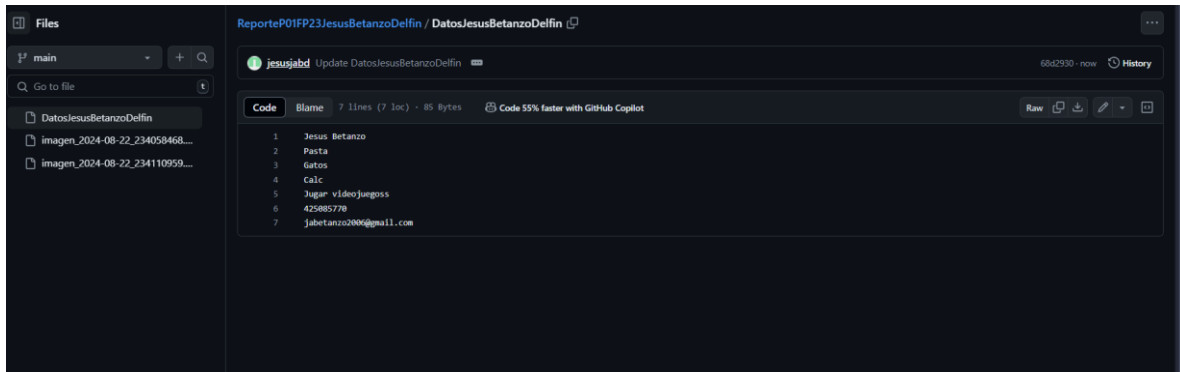 Files
main
Go to file
t
DatosJesusBetanzoDelfin
imagen_2024-08-22_234058468....
imagen_2024-08-22_234110959....
ReporteP01FP23JesusBetanzoDelfin / DatosJesusBetanzoDelfin
jesusjabd Update DatosJesusBetanzoDelfin
68d2930 · now History
Code Blame 7 lines (7 loc) · 85 Bytes Code 55% faster with GitHub Copilot Raw
1 Jesus Betanzo
2 Pasta
3 Gatos
4 Calc
5 Jugar videojuegoss
6 425085770
7 jabetanzo2006@gmail.com